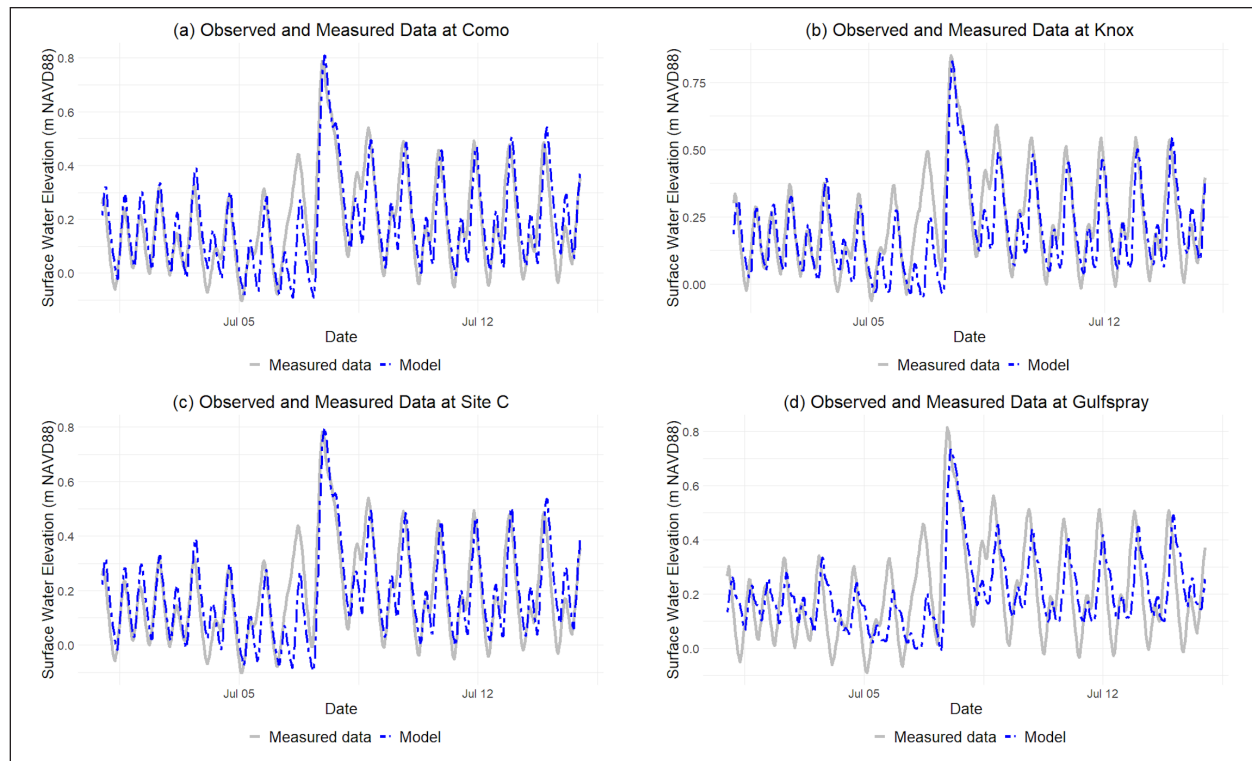 (a) Observed and Measured Data at Como
Surface Water Elevation (m NAVD88)
0.8
0.6
0.4
0.2
0.0
Jul 05
Jul 12
Date
Measured data
Model
(b) Observed and Measured Data at Knox
Surface Water Elevation (m NAVD88)
0.75
0.50
0.25
0.00
Jul 05
Jul 12
Date
Measured data
Model
(c) Observed and Measured Data at Site C
Surface Water Elevation (m NAVD88)
0.8
0.6
0.4
0.2
0.0
Jul 05
Jul 12
Date
Measured data
Model
(d) Observed and Measured Data at Gulfspray
Surface Water Elevation (m NAVD88)
0.8
0.6
0.4
0.2
0.0
Jul 05
Jul 12
Date
Measured data
Model